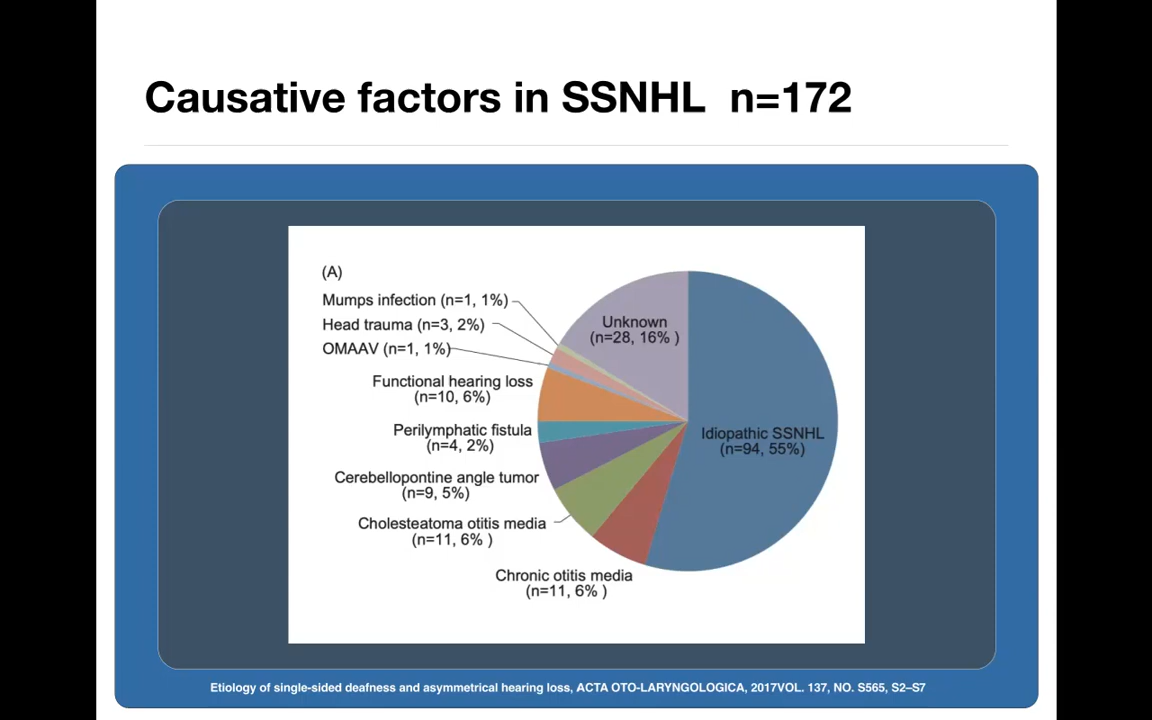 Causative factors in SSNHL  n=172
(A)
Mumps infection (n=1, 1%)
Head trauma (n=3, 2%)
OMAAV (n=1, 1%)
Functional hearing loss
(n=10, 6%)
Perilymphatic fistula
(n=4, 2%)
Cerebellopontine angle tumor
(n=9, 5%)
Cholesteatoma otitis media
(n=11, 6% )
Chronic otitis media
(n=11, 6% )
Unknown
(n=28, 16% )
Idiopathic SSNHL
(n=94, 55%)
Etiology of single-sided deafness and asymmetrical hearing loss, ACTA OTO-LARYNGOLOGICA, 2017VOL. 137, NO. S565, S2–S7